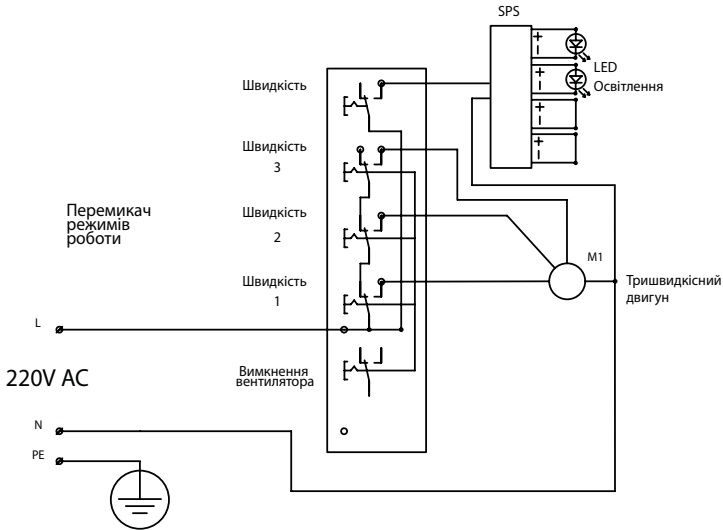 SPS
LED
Освітлення
Швидкість
Швидкість
3
Перемикач
режимів
роботи
Швидкість
2
M1
Швидкість
1
Тришвидкісний
двигун
L
220V AC
Вимкнення
вентилятора
N
PE